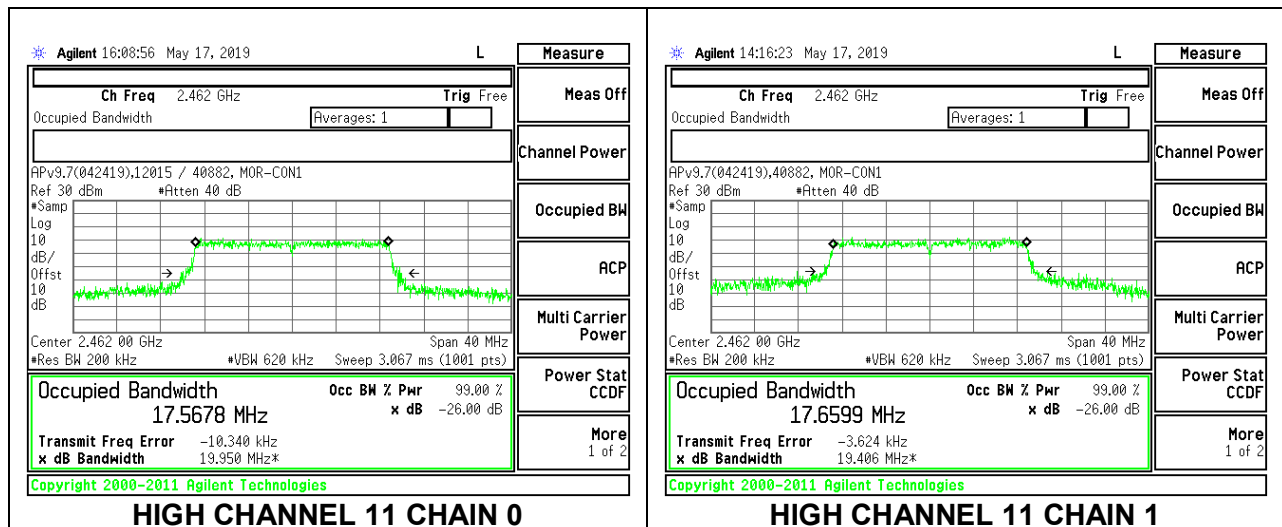 Agilent 16:08:56 May 17, 2019 L Measure
Ch Freq 2.462 GHz Trig Free
Occupied Bandwidth Averages: 1
APv9.7(042419),12015 / 40882, MOR-CON1
Ref 30 dBm #Atten 40 dB
#Samp
Log
10
dB/
Offst
10
dB
Center 2.462 00 GHz Span 40 MHz
#Res BW 200 kHz #VBW 620 kHz Sweep 3.067 ms (1001 pts)
Occupied Bandwidth Occ BW % Pwr 99.00 %
17.5678 MHz x dB -26.00 dB
Transmit Freq Error -10.340 kHz
x dB Bandwidth 19.950 MHz*
Copyright 2000-2011 Agilent Technologies
Meas Off
Channel Power
Occupied BW
ACP
Multi Carrier
Power
Power Stat
CCDF
More
1 of 2
HIGH CHANNEL 11 CHAIN 0
Agilent 14:16:23 May 17, 2019 L Measure
Ch Freq 2.462 GHz Trig Free
Occupied Bandwidth Averages: 1
APv9.7(042419),40882, MOR-CON1
Ref 30 dBm #Atten 40 dB
#Samp
Log
10
dB/
Offst
10
dB
Center 2.462 00 GHz Span 40 MHz
#Res BW 200 kHz #VBW 620 kHz Sweep 3.067 ms (1001 pts)
Occupied Bandwidth Occ BW % Pwr 99.00 %
17.6599 MHz x dB -26.00 dB
Transmit Freq Error -3.624 kHz
x dB Bandwidth 19.406 MHz*
Copyright 2000-2011 Agilent Technologies
Meas Off
Channel Power
Occupied BW
ACP
Multi Carrier
Power
Power Stat
CCDF
More
1 of 2
HIGH CHANNEL 11 CHAIN 1